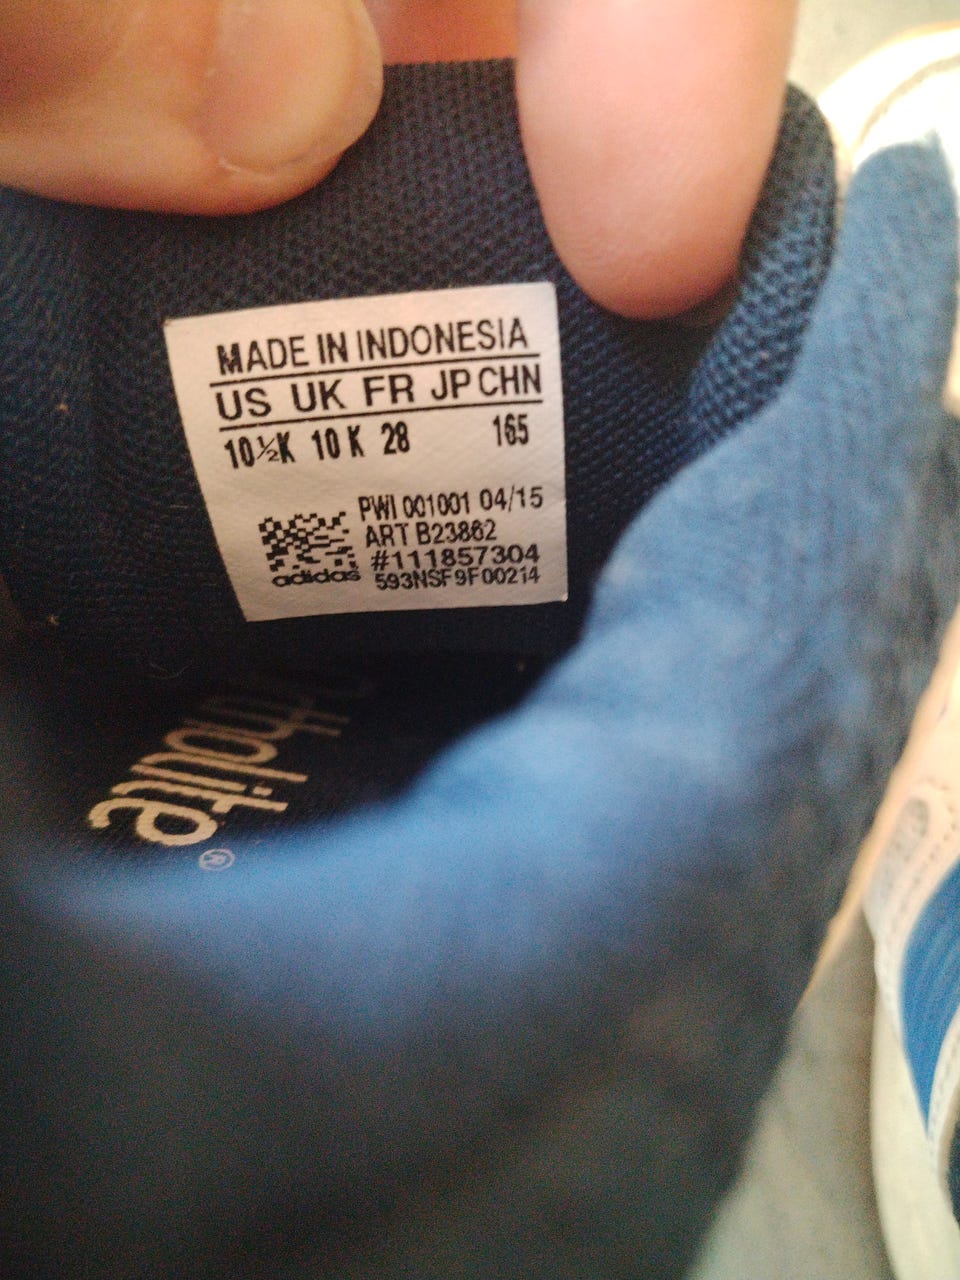 MADE IN INDONESIA
US UK FR JP CHN
10½K 10 K 28 165
PWI 001001 04/15
ART B23862
#111857304
adidas 593NSF9F00214
tholite®